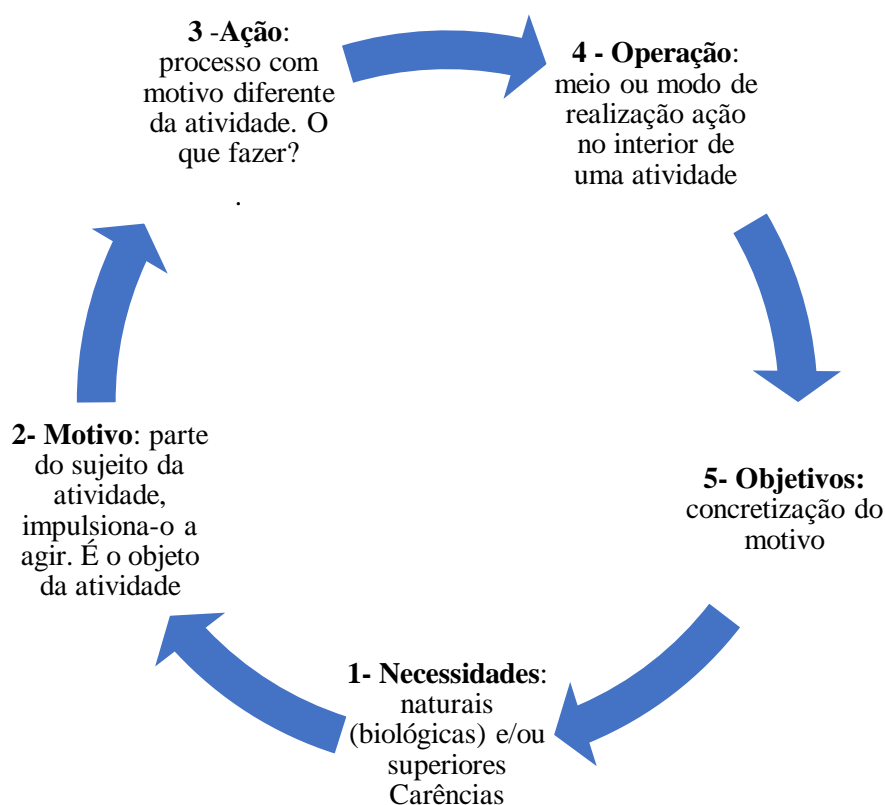 3 -Ação:
processo com
motivo diferente
da atividade. O
que fazer?
.
4 - Operação:
meio ou modo de
realização ação
no interior de
uma atividade
5- Objetivos:
concretização do
motivo
1- Necessidades:
naturais
(biológicas) e/ou
superiores
Carências
2- Motivo: parte
do sujeito da
atividade,
impulsiona-o a
agir. É o objeto
da atividade